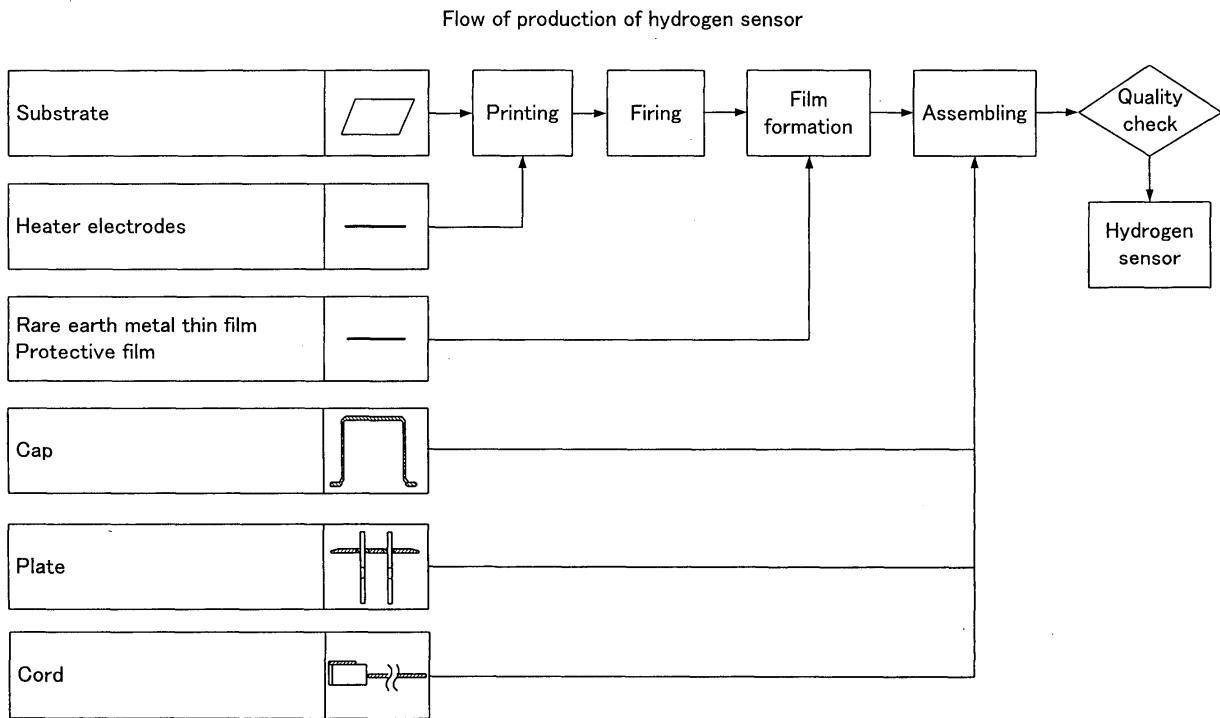 Flow of production of hydrogen sensor
Substrate
Printing
Firing
Film
formation
Assembling
Quality
check
Heater electrodes
Hydrogen
sensor
Rare earth metal thin film
Protective film
Cap
Plate
Cord